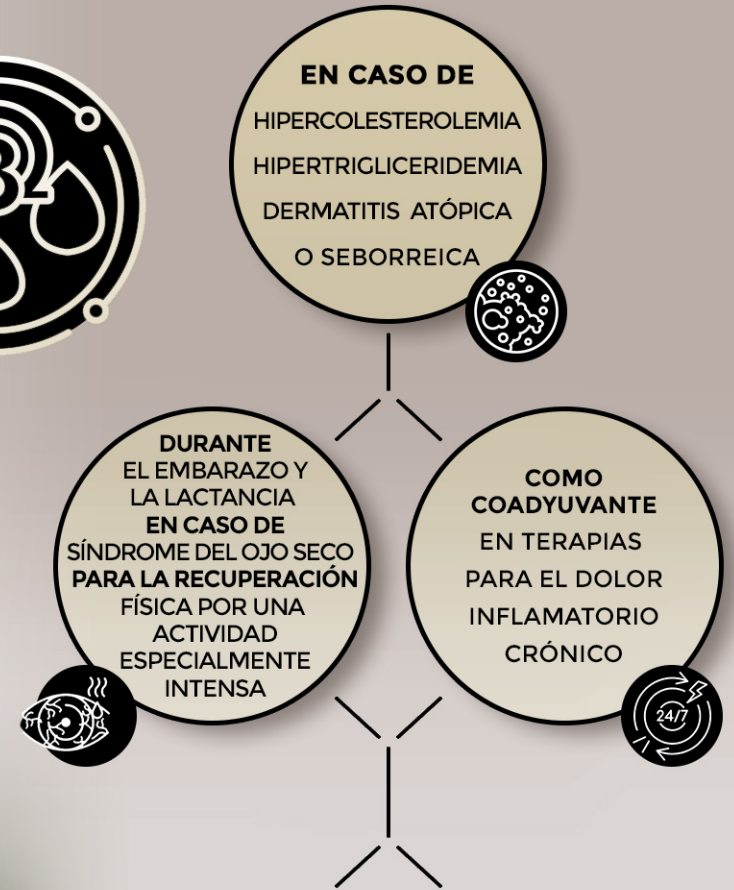 EN CASO DE
HIPERCOLESTEROLEMIA
HIPERTRIGLICERIDEMIA
DERMATITIS ATÓPICA
O SEBORREICA
DURANTE
EL EMBARAZO Y
LA LACTANCIA
EN CASO DE
SÍNDROME DEL OJO SECO
PARA LA RECUPERACIÓN
FÍSICA POR UNA
ACTIVIDAD
ESPECIALMENTE
INTENSA
COMO
COADYUVANTE
EN TERAPIAS
PARA EL DOLOR
INFLAMATORIO
CRÓNICO
24/7